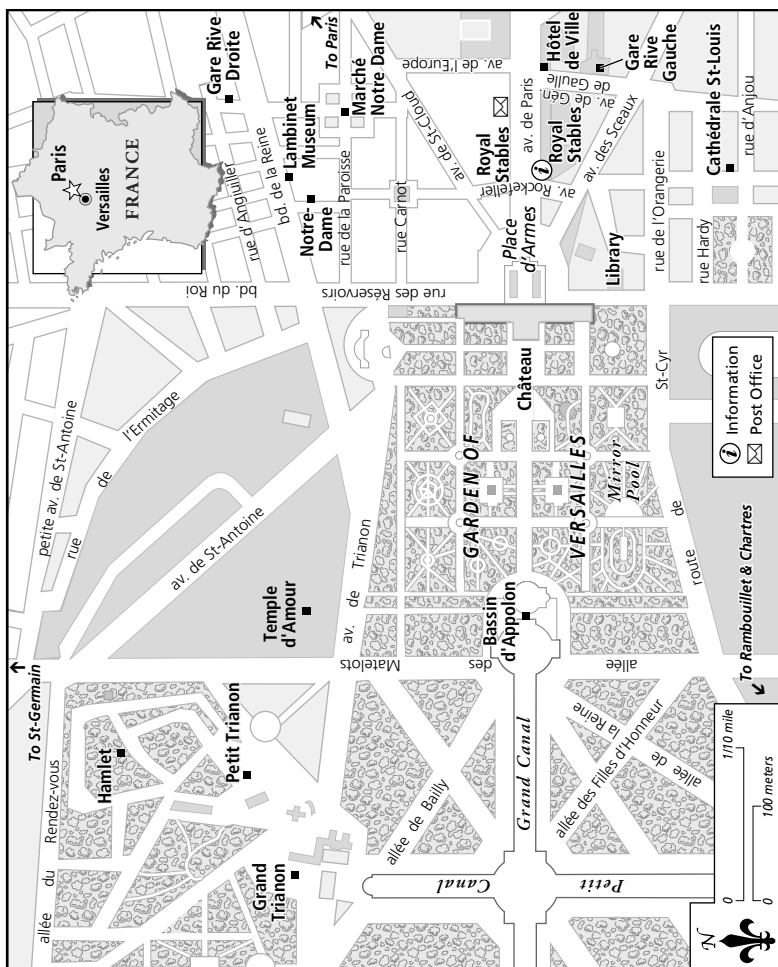 To St-Germain
allée du Rendez-vous
Hamlet
Petit Trianon
Grand
Trianon
allée de Bailly
Petit Canal
Grand Canal
allée des Filles d'Honneur
allée de
la Reine
To Rambouillet & Chartres
0
1/10 mile
0
100 meters
N
petite av. de St-Antoine
rue de l'Ermitage
av. de St-Antoine
Temple
d'Amour
av. de Trianon
allée des Matelots
Bassin
d'Appolon
GARDEN OF
VERSAILLES
Mirror
Pool
Château
route de St-Cyr
i Information
Post Office
Paris
Versailles
FRANCE
Gare Rive
Droite
To Paris
rue d'Anguiller
bd. de la Reine
Lambinet
Museum
Marché
Notre-Dame
Notre-
Dame
rue de la Paroisse
rue Carnot
bd. du Roi
rue des Réservoirs
av. de St-Cloud
av. de l'Europe
Royal
Stables
av. de Paris
Hôtel
de Ville
i
Royal
Stables
av. de Gén.
de Gaulle
Gare
Rive
Gauche
av. Rockefeller
av. des Sceaux
Place
d'Armes
Library
rue de l'Orangerie
rue Hardy
Cathédrale St-Louis
rue d'Anjou